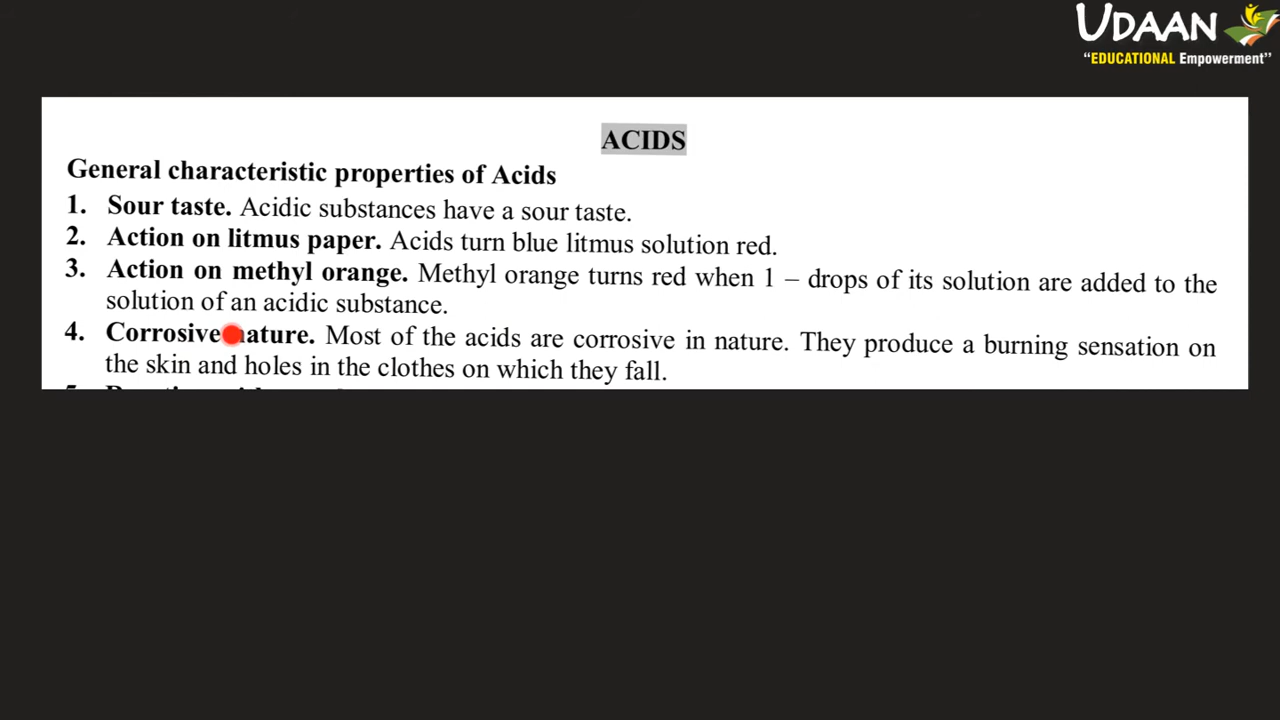 UDAAN
“EDUCATIONAL Empowerment”
ACIDS
General characteristic properties of Acids
1. Sour taste. Acidic substances have a sour taste.
2. Action on litmus paper. Acids turn blue litmus solution red.
3. Action on methyl orange. Methyl orange turns red when 1 – drops of its solution are added to the
solution of an acidic substance.
4. Corrosive nature. Most of the acids are corrosive in nature. They produce a burning sensation on
the skin and holes in the clothes on which they fall.